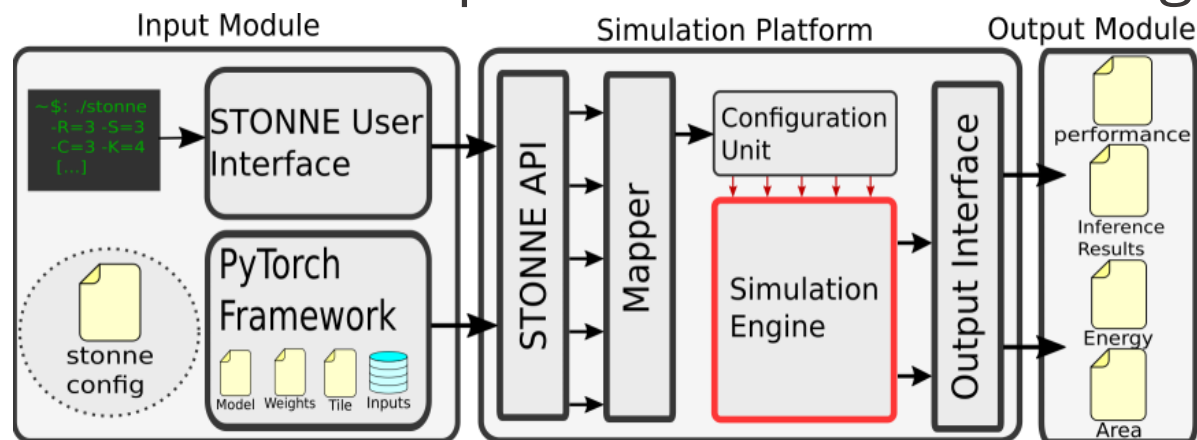 Input Module
Simulation Platform
Output Module
~$: ./stonne
-R=3 -S=3
-C=3 -K=4
[...]
STONNE User
Interface
stonne
config
PyTorch
Framework
Model
Weights
Tile
Inputs
STONNE API
Mapper
Configuration
Unit
Simulation
Engine
Output Interface
performance
Inference
Results
Energy
Area